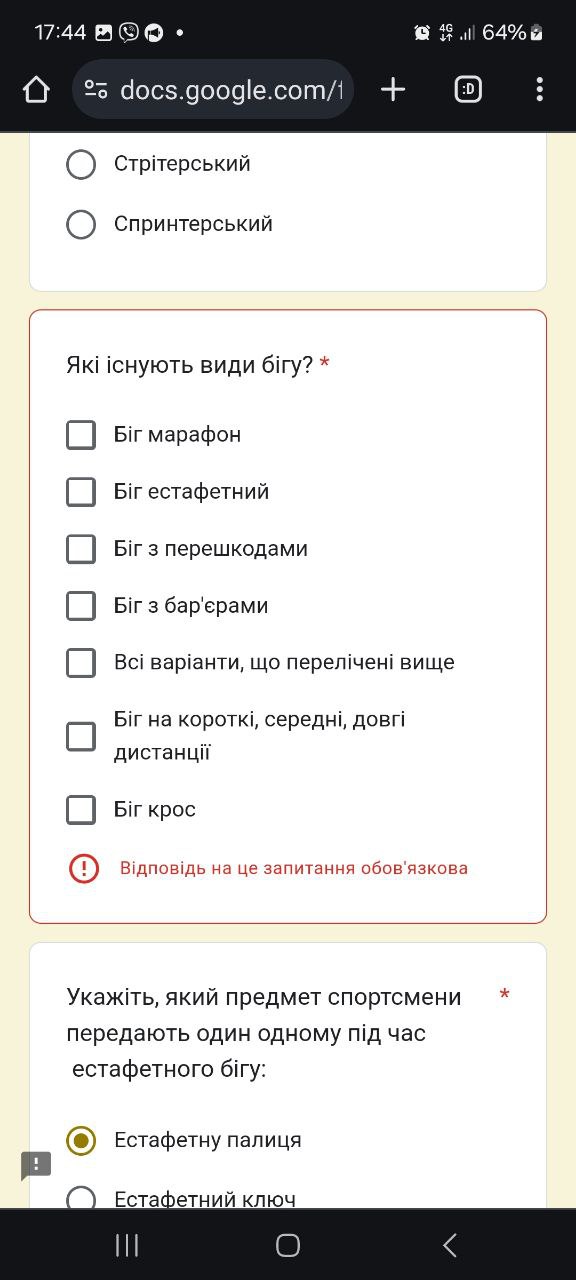 17:44
4G
64%
docs.google.com/f
:D
Стрітерський
Спринтерський
Які існують види бігу? *
Біг марафон
Біг естафетний
Біг з перешкодами
Біг з бар'єрами
Всі варіанти, що перелічені вище
Біг на короткі, середні, довгі
дистанції
Біг крос
Відповідь на це запитання обов'язкова
Укажіть, який предмет спортсмени *
передають один одному під час
естафетного бігу:
Естафетну палиця
Естафетний ключ